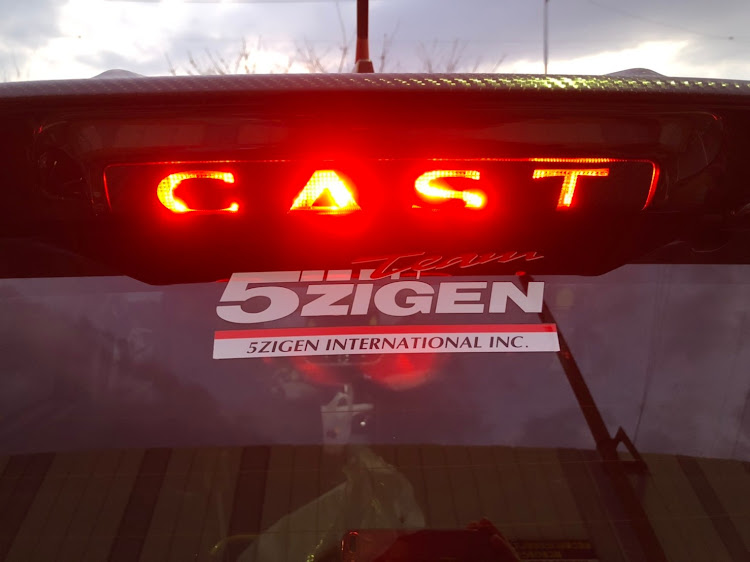 CAST
Team
5ZIGEN
5ZIGEN INTERNATIONAL INC.